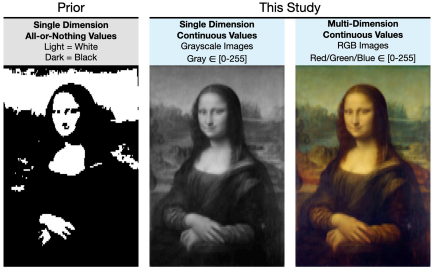 Prior
This Study
Single Dimension
All-or-Nothing Values
Light = White
Dark = Black
Single Dimension
Continuous Values
Grayscale Images
Gray ∈ [0-255]
Multi-Dimension
Continuous Values
RGB Images
Red/Green/Blue ∈ [0-255]